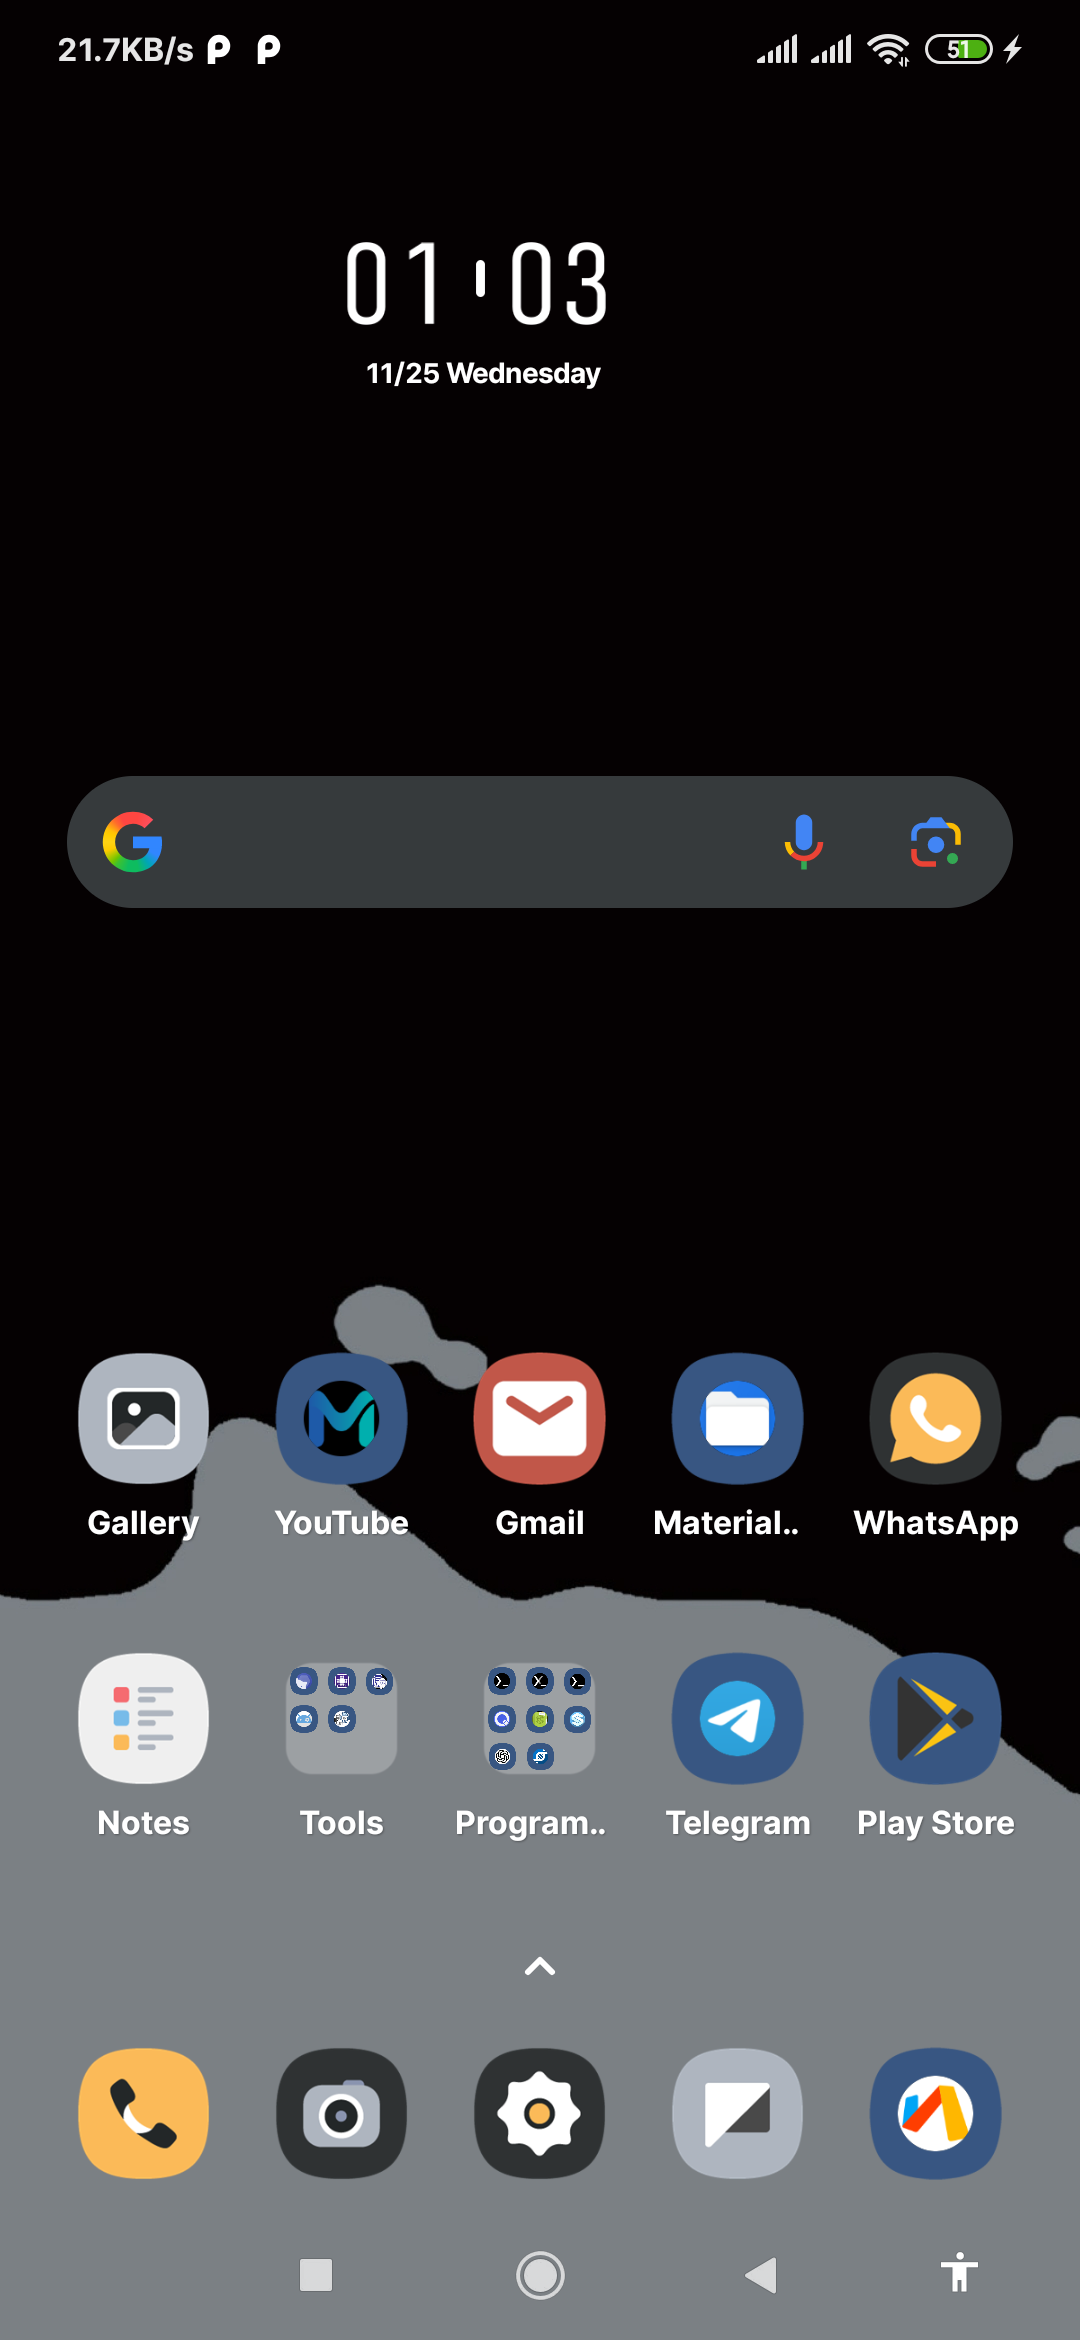 21.7KB/s
51
01:03
11/25 Wednesday
Gallery
YouTube
Gmail
Material..
WhatsApp
Notes
Tools
Program..
Telegram
Play Store